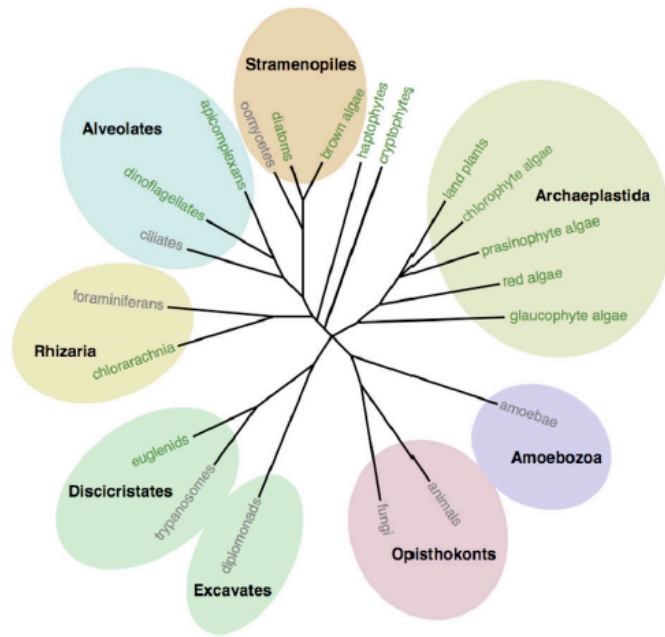 Stramenopiles
brown algae
diatoms
oomycetes
haptophytes
cryptophytes
Alveolates
apicomplexans
dinoflagellates
ciliates
Archaeplastida
land plants
chlorophyte algae
prasinophyte algae
red algae
glaucophyte algae
Rhizaria
foraminiferans
chlorarachnia
Discicristates
euglenids
trypanosomes
Excavates
diplomonads
Opisthokonts
fungi
animals
Amoebozoa
amoebae